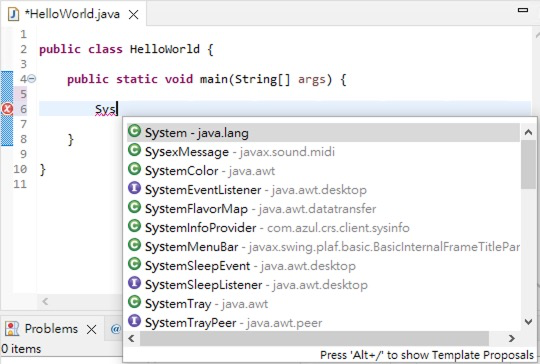 *HelloWorld.java
1
2 public class HelloWorld {
3
4 public static void main(String[] args) {
5
6 Sys
7
8 }
9
10 }
11
System - java.lang
SysexMessage - javax.sound.midi
SystemColor - java.awt
SystemEventListener - java.awt.desktop
SystemFlavorMap - java.awt.datatransfer
SystemInfoProvider - com.azul.crs.client.sysinfo
SystemMenuBar - javax.swing.plaf.basic.BasicInternalFrameTitlePar
SystemSleepEvent - java.awt.desktop
SystemSleepListener - java.awt.desktop
SystemTray - java.awt
SystemTrayPeer - java.awt.peer
Press 'Alt+/' to show Template Proposals
Problems
@
0 items